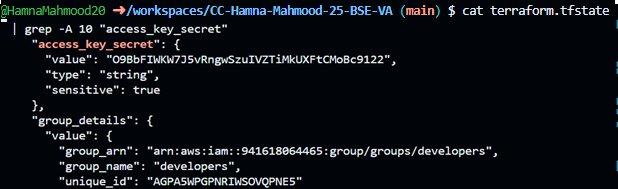 @HamnaMahmood20 ➜/workspaces/CC-Hamna-Mahmood-25-BSE-VA (main) $ cat terraform.tfstate
| grep -A 10 "access_key_secret"
"access_key_secret": {
"value": "O9BbFIWKW7J5vRngwSzuIVZTiMkUXFtCMoBc9122",
"type": "string",
"sensitive": true
},
"group_details": {
"value": {
"group_arn": "arn:aws:iam::941618064465:group/groups/developers",
"group_name": "developers",
"unique_id": "AGPA5WPGPNRIWSOVQPNE5"